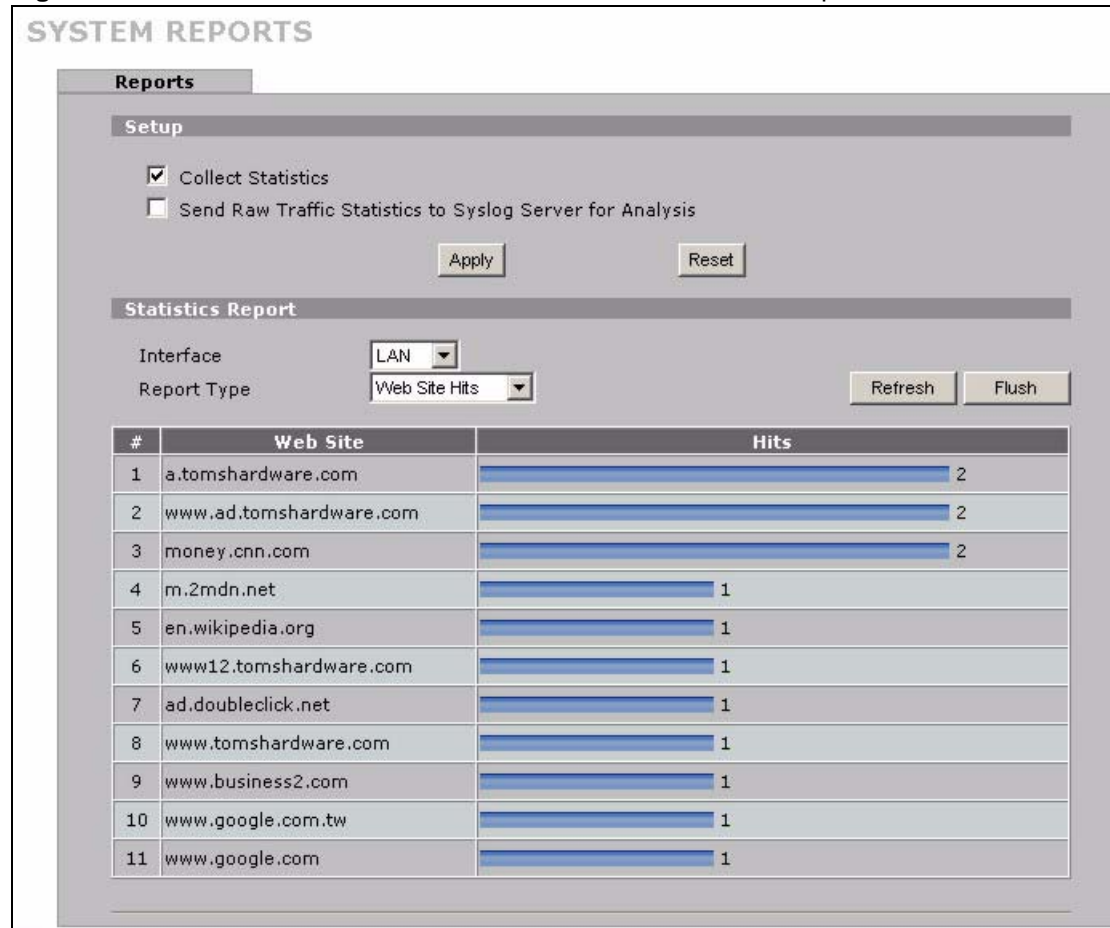 SYSTEM REPORTS
Reports
Setup
Collect Statistics
Send Raw Traffic Statistics to Syslog Server for Analysis
Apply Reset
Statistics Report
Interface LAN
Report Type Web Site Hits Refresh Flush
# Web Site Hits
1 a.tomshardware.com 2
2 www.ad.tomshardware.com 2
3 money.cnn.com 2
4 m.2mdn.net 1
5 en.wikipedia.org 1
6 www12.tomshardware.com 1
7 ad.doubleclick.net 1
8 www.tomshardware.com 1
9 www.business2.com 1
10 www.google.com.tw 1
11 www.google.com 1